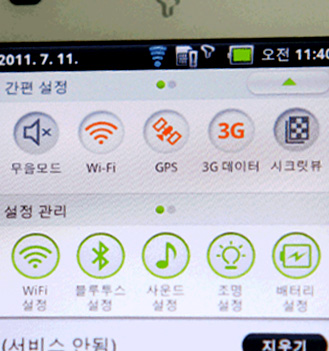 2011. 7. 11. 오전 11:40
간편 설정
무음모드 Wi-Fi GPS 3G 데이터 시크릿뷰
3G
설정 관리
WiFi 블루투스 사운드 조명 배터리
설정 설정 설정 설정 설정
(서비스 안됨) 지우기